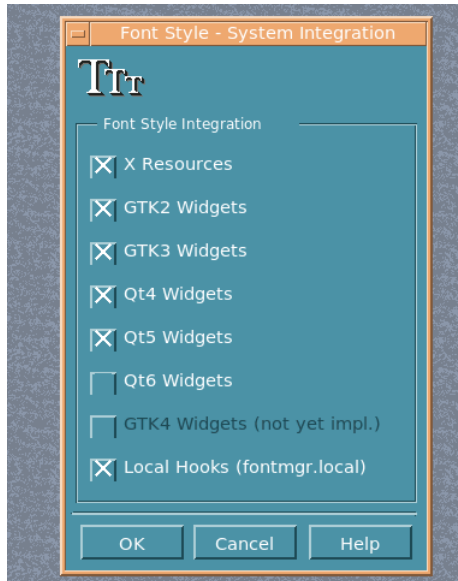 Font Style - System Integration
TTT
Font Style Integration
X Resources
GTK2 Widgets
GTK3 Widgets
Qt4 Widgets
Qt5 Widgets
Qt6 Widgets
GTK4 Widgets (not yet impl.)
Local Hooks (fontmgr.local)
OK Cancel Help